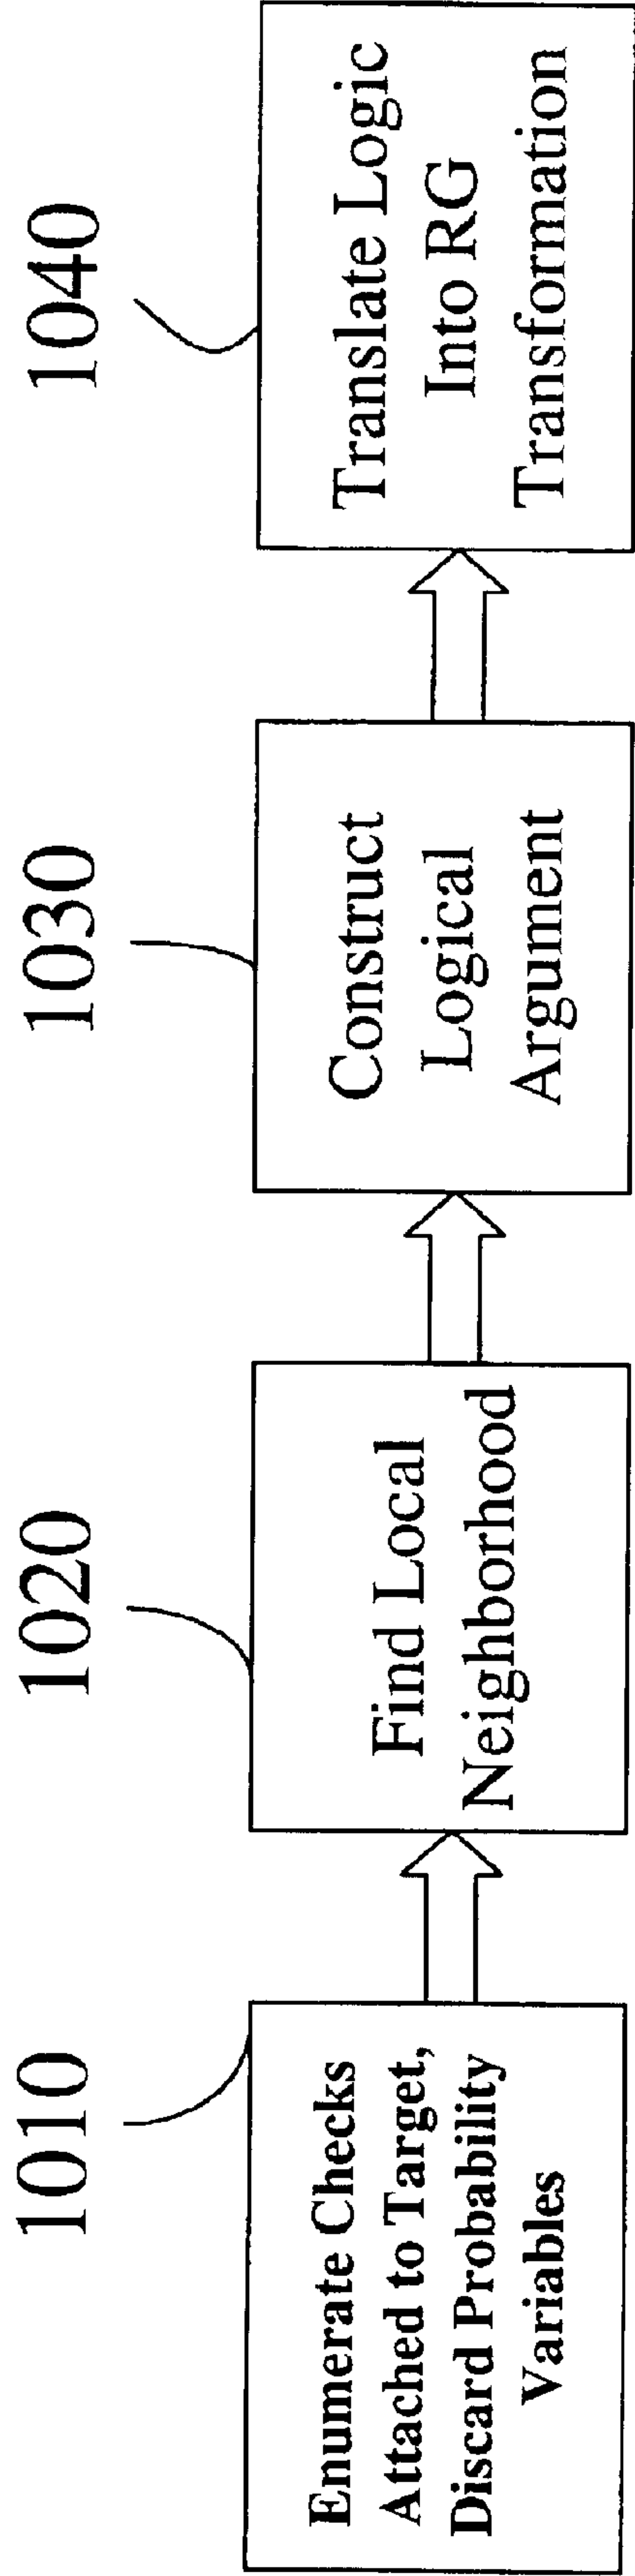 1010
Enumerate Checks
Attached to Target,
Discard Probability
Variables
1020
Find Local
Neighborhood
1030
Construct
Logical
Argument
1040
Translate Logic
Into RG
Transformation